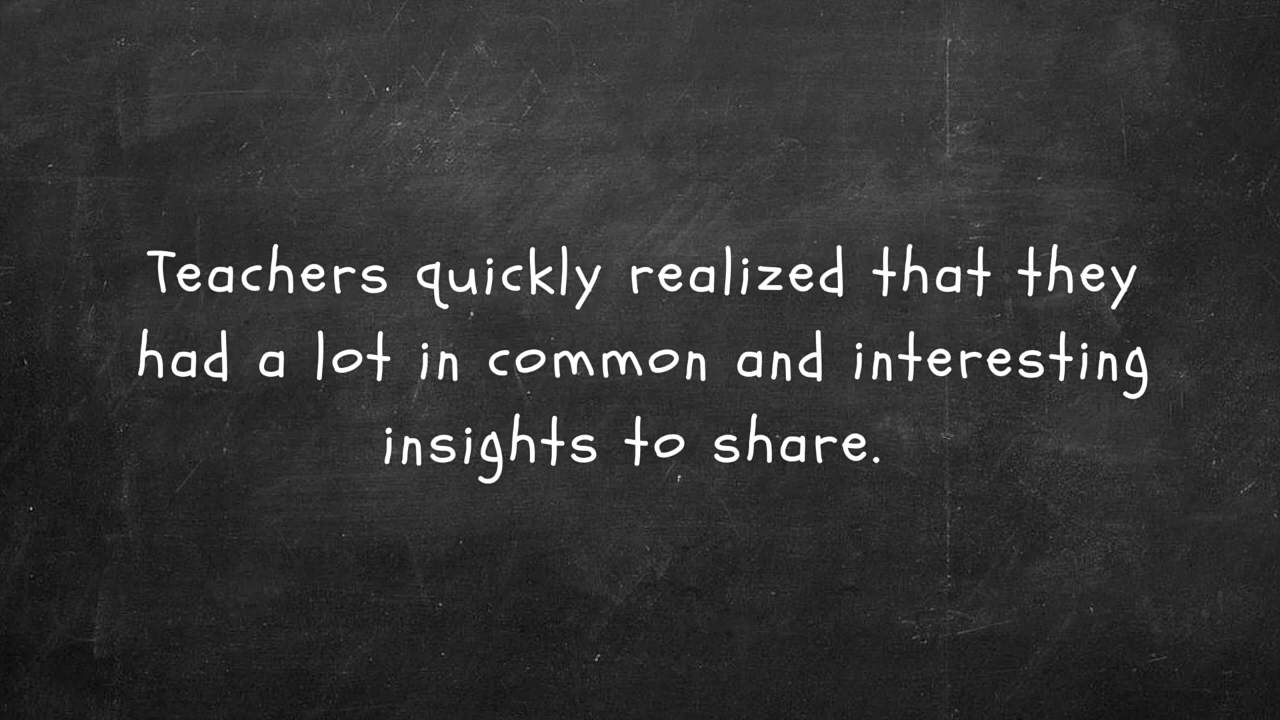 Teachers quickly realized that they
had a lot in common and interesting
insights to share.